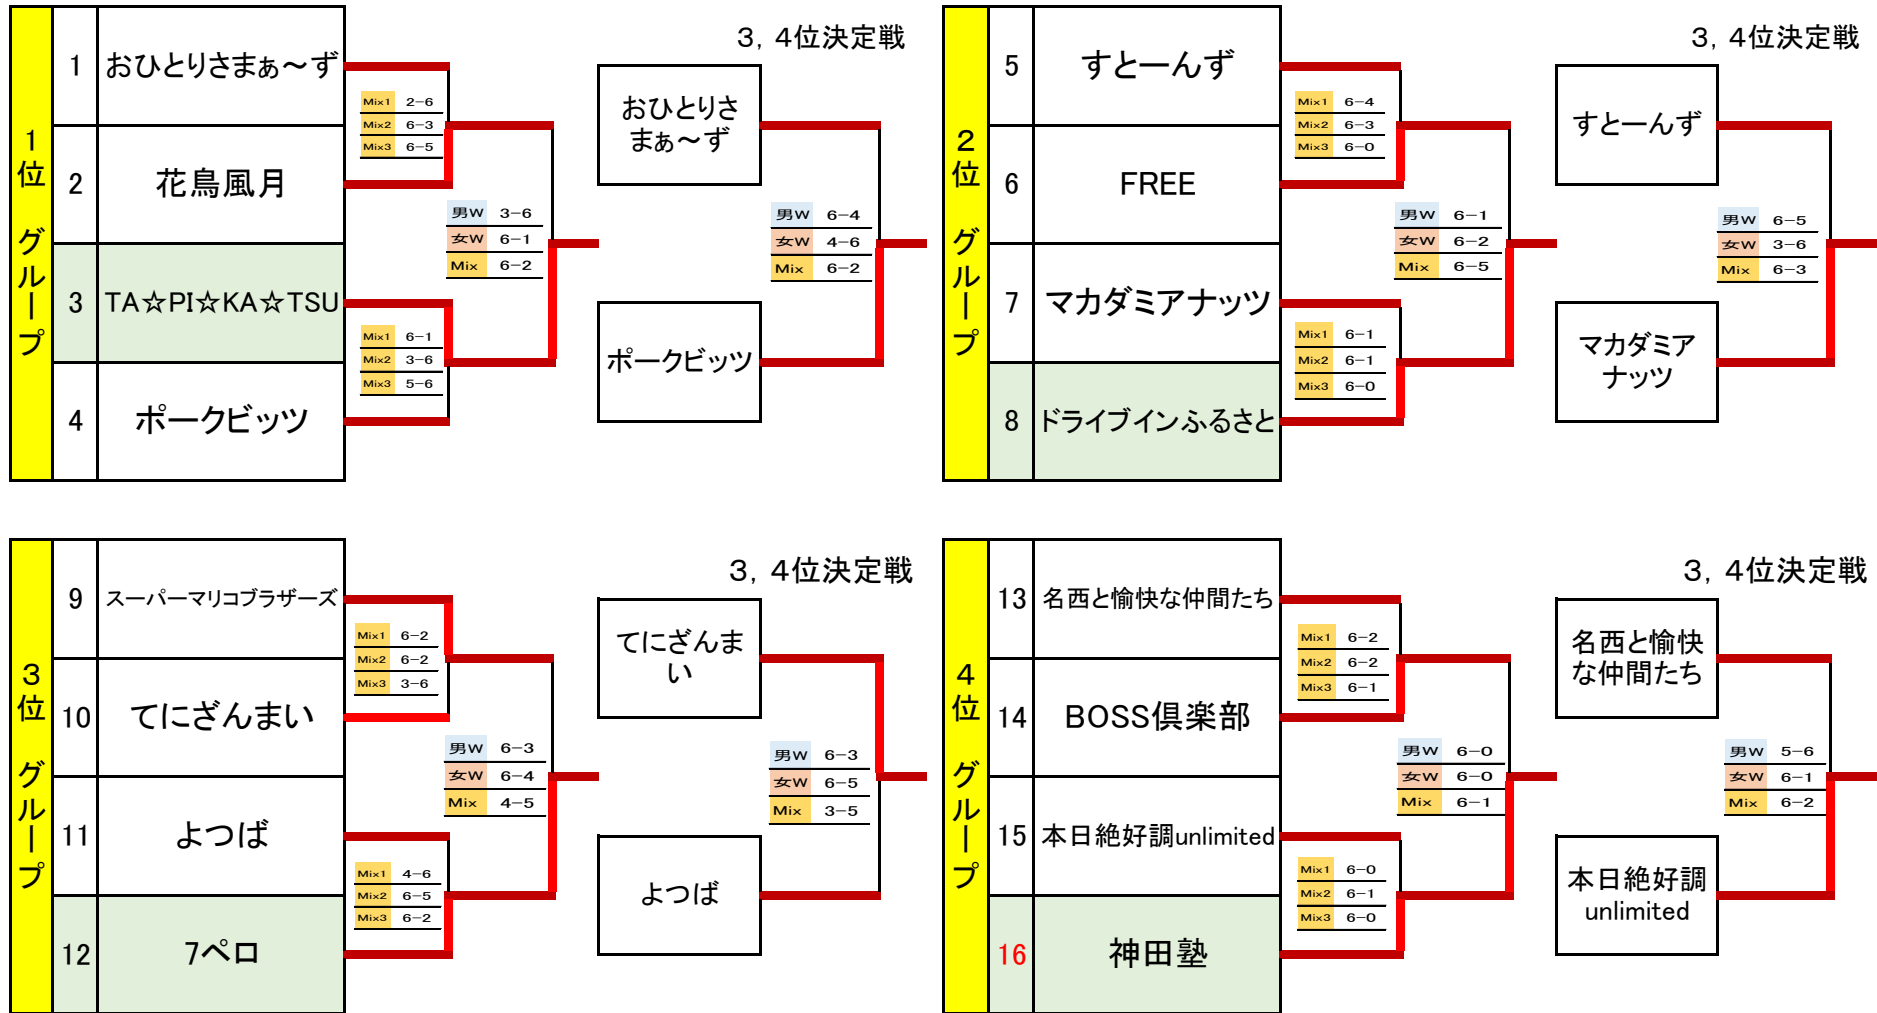 1位 グループ
1 おひとりさまぁ～ず
2 花鳥風月
3 TA☆PI☆KA☆TSU
4 ポークビッツ
Mix1 2-6
Mix2 6-3
Mix3 6-5
Mix1 6-1
Mix2 3-6
Mix3 5-6
男W 3-6
女W 6-1
Mix 6-2
3，4位決定戦
おひとりさ
まぁ～ず
男W 6-4
女W 4-6
Mix 6-2
ポークビッツ
2位 グループ
5 すとーんず
6 FREE
7 マカダミアナッツ
8 ドライブインふるさと
Mix1 6-4
Mix2 6-3
Mix3 6-0
Mix1 6-1
Mix2 6-1
Mix3 6-0
男W 6-1
女W 6-2
Mix 6-5
3，4位決定戦
すとーんず
男W 6-5
女W 3-6
Mix 6-3
マカダミア
ナッツ
3位 グループ
9 スーパーマリコブラザーズ
10 てにざんまい
11 よつば
12 7ペロ
Mix1 6-2
Mix2 6-2
Mix3 3-6
Mix1 4-6
Mix2 6-5
Mix3 6-2
男W 6-3
女W 6-4
Mix 4-5
3，4位決定戦
てにざんま
い
男W 6-3
女W 6-5
Mix 3-5
よつば
4位 グループ
13 名西と愉快な仲間たち
14 BOSS倶楽部
15 本日絶好調unlimited
16 神田塾
Mix1 6-2
Mix2 6-2
Mix3 6-1
Mix1 6-0
Mix2 6-1
Mix3 6-0
男W 6-0
女W 6-0
Mix 6-1
3，4位決定戦
名西と愉快
な仲間たち
男W 5-6
女W 6-1
Mix 6-2
本日絶好調
unlimited